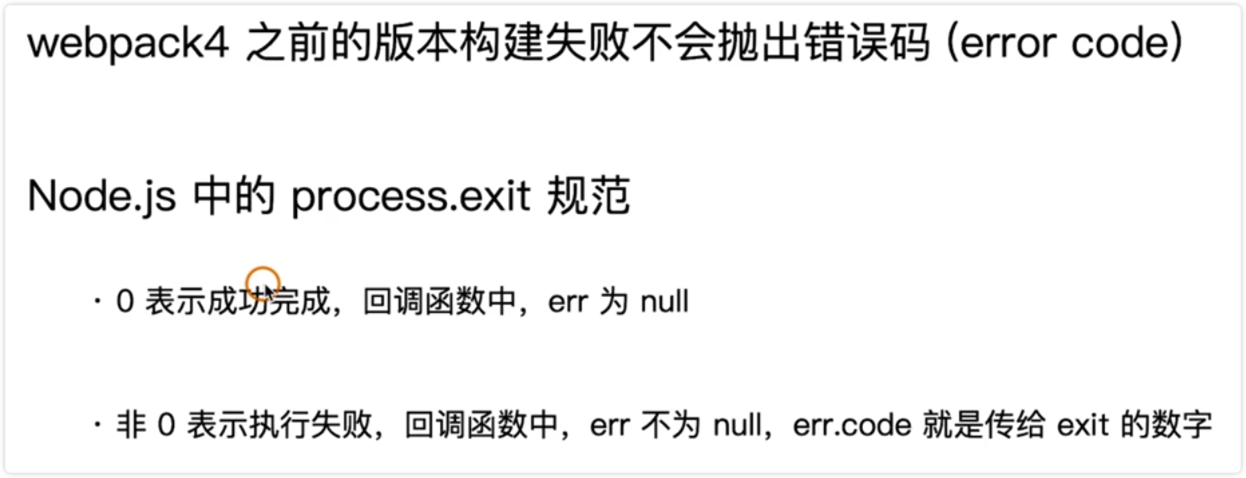 webpack4 之前的版本构建失败不会抛出错误码 (error code)
Node.js 中的 process.exit 规范
· 0 表示成功完成，回调函数中，err 为 null
· 非 0 表示执行失败，回调函数中，err 不为 null，err.code 就是传给 exit 的数字